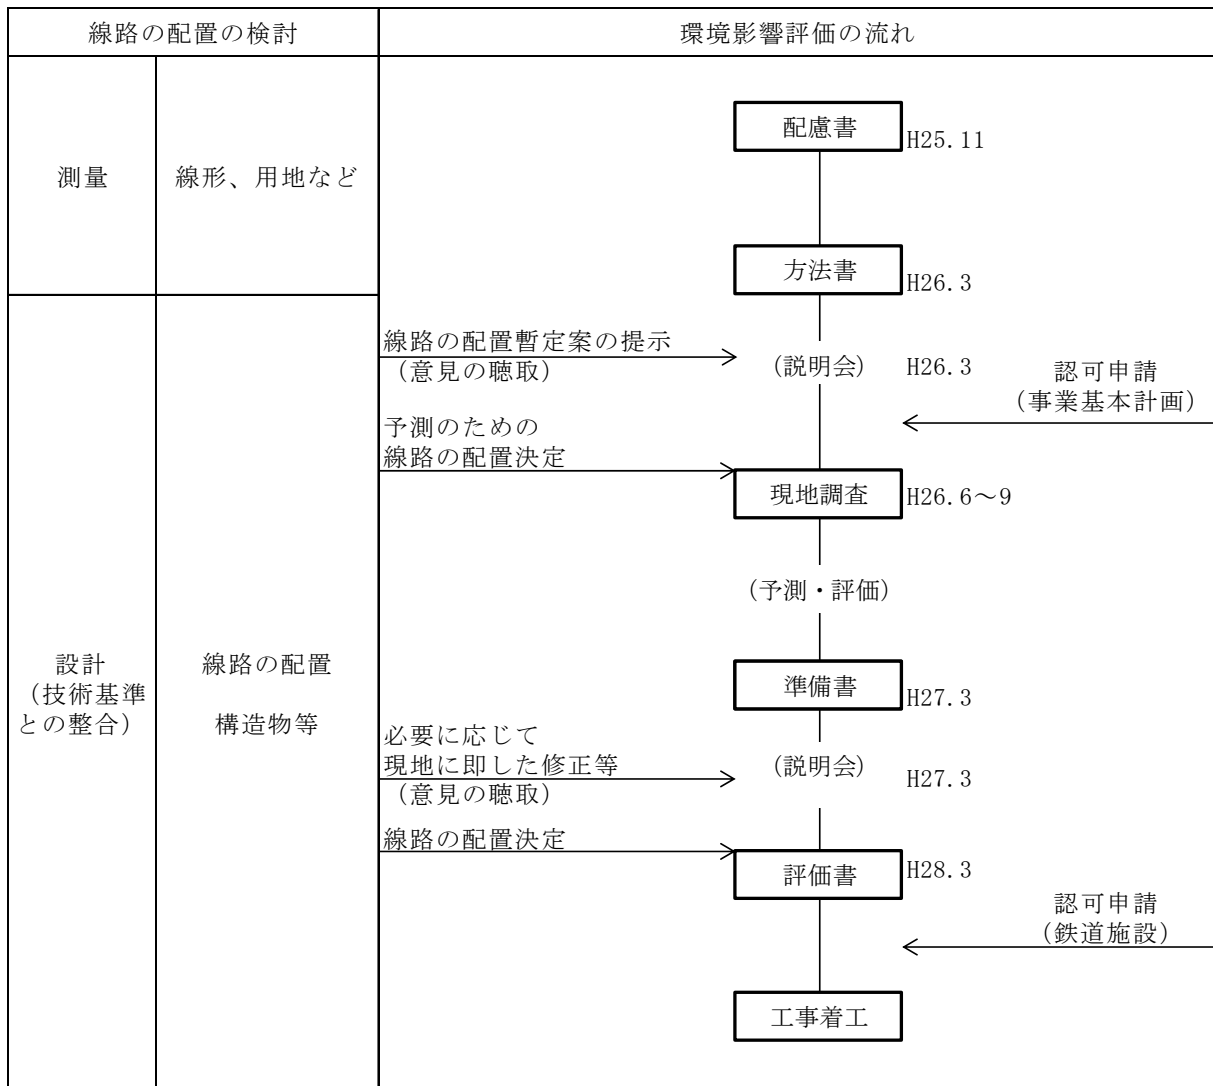 線路の配置の検討
環境影響評価の流れ
測量
線形、用地など
配慮書
H25.11
方法書
H26.3
線路の配置暫定案の提示
（意見の聴取）
（説明会）
H26.3
認可申請
（事業基本計画）
予測のための
線路の配置決定
現地調査
H26.6～9
（予測・評価）
設計
（技術基準
との整合）
線路の配置
構造物等
準備書
H27.3
必要に応じて
現地に即した修正等
（意見の聴取）
（説明会）
H27.3
線路の配置決定
評価書
H28.3
認可申請
（鉄道施設）
工事着工